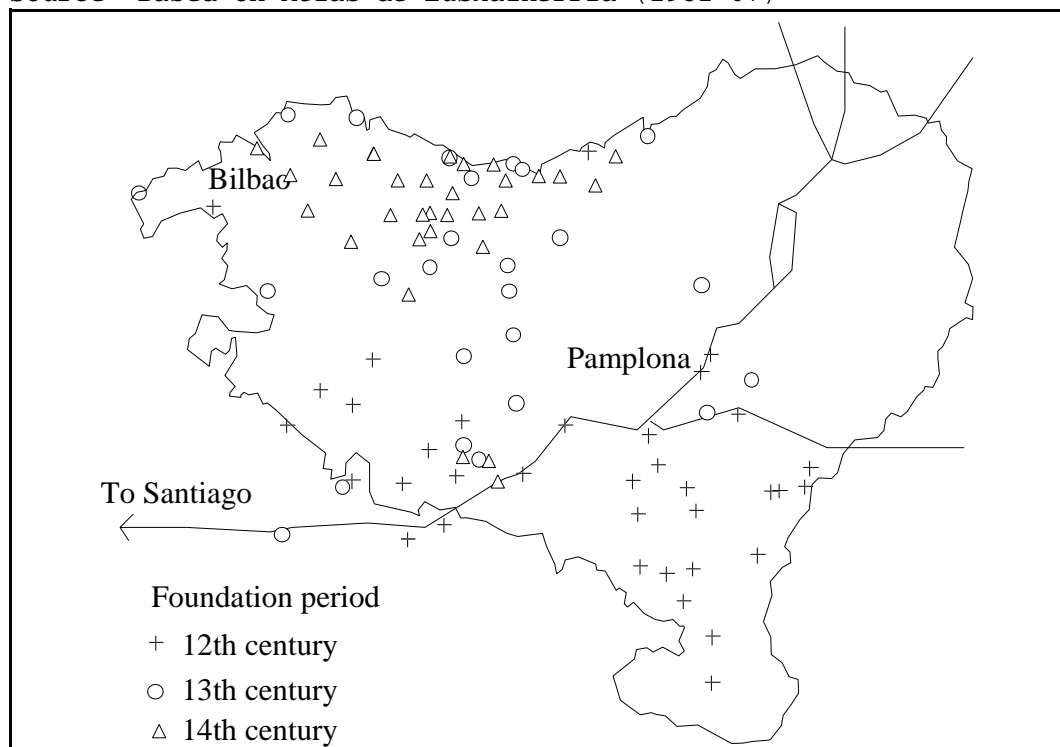 Bilbao
Pamplona
To Santiago
Foundation period
12th century
13th century
14th century